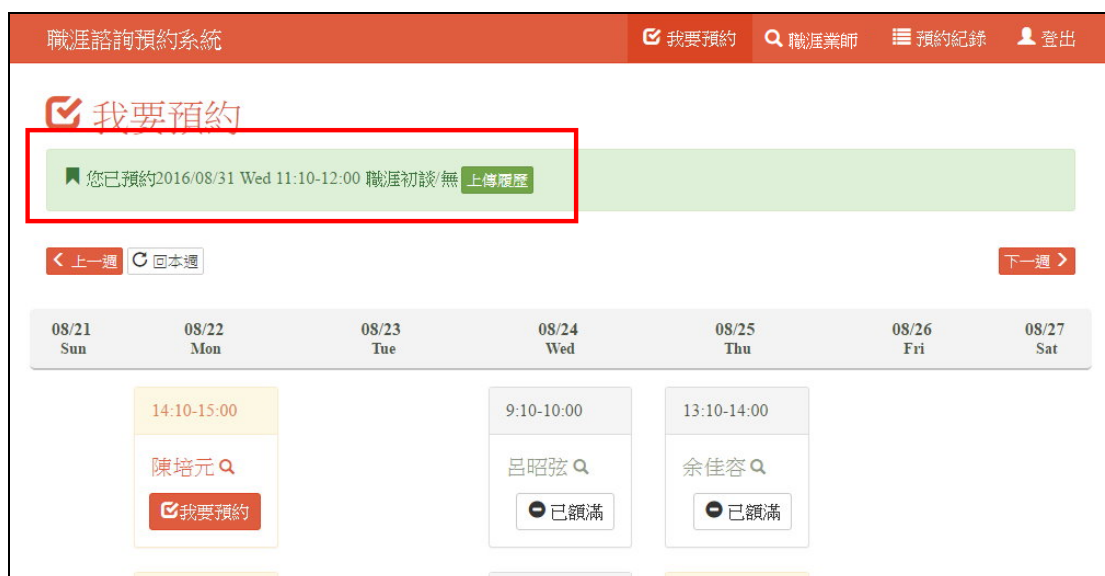 職涯諮詢預約系統 我要預約 職涯業師 預約紀錄 登出
我要預約
您已預約2016/08/31 Wed 11:10-12:00 職涯初談/無 上傳履歷
上一週 回本週 下一週
08/21 08/22 08/23 08/24 08/25 08/26 08/27
Sun Mon Tue Wed Thu Fri Sat
14:10-15:00 9:10-10:00 13:10-14:00
陳培元 呂昭弦 余佳容
我要預約 已額滿 已額滿